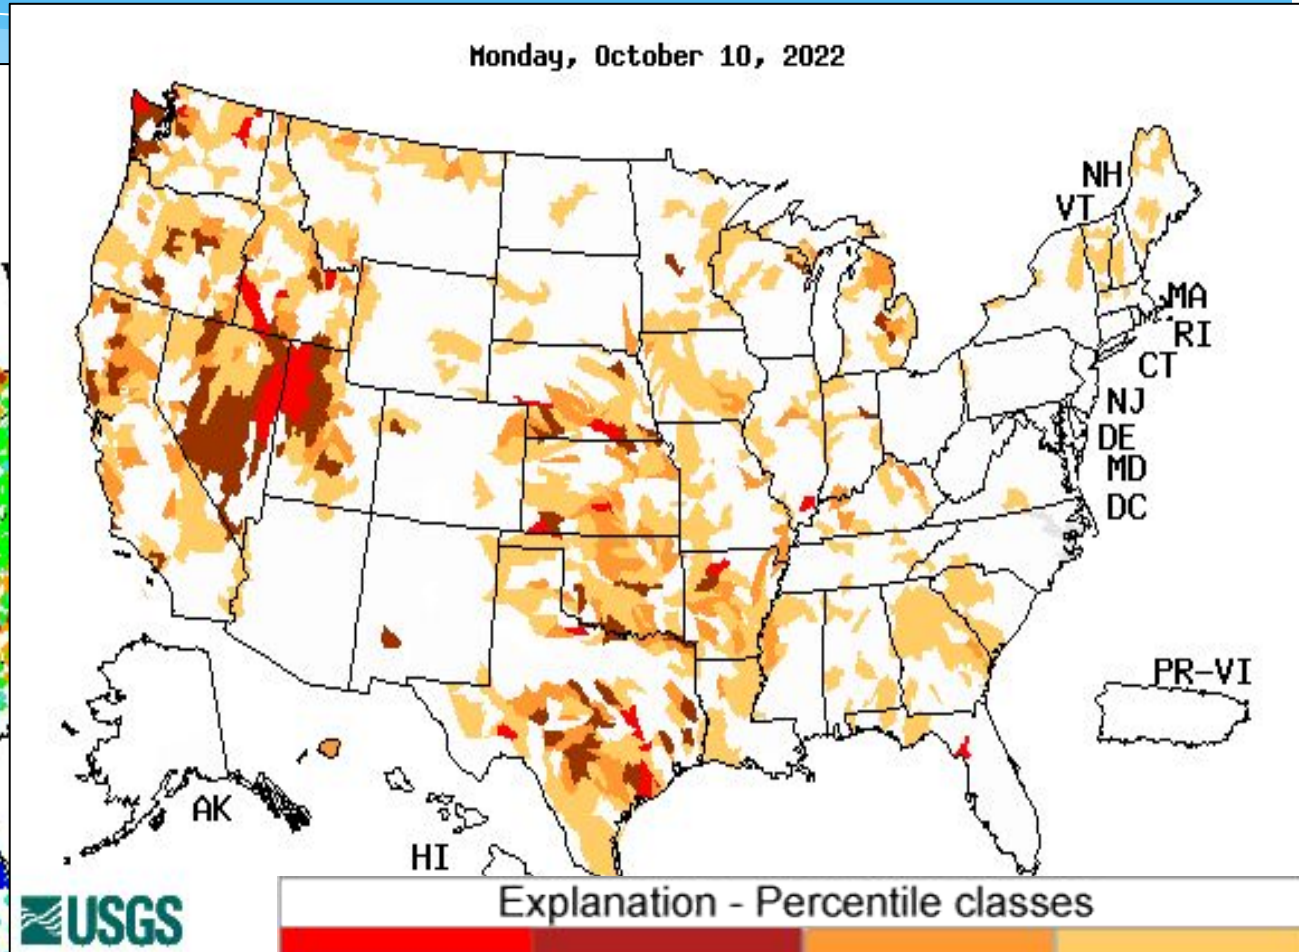 Monday, October 10, 2022
NH
VT
MA
RI
CT
NJ
DE
MD
DC
PR-VI
AK
HI
USGS
Explanation - Percentile classes